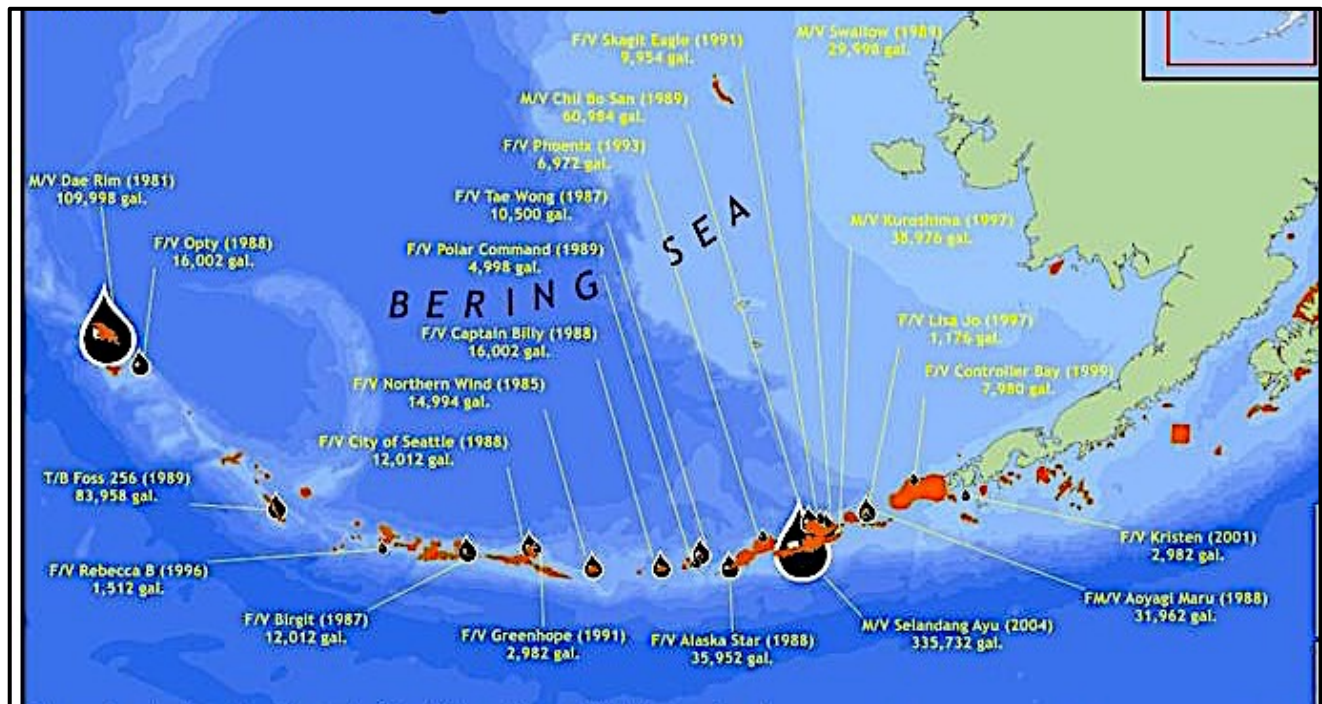 F/V Skagit Eagle (1991)
9,954 gal.
M/V Swallow (1989)
29,998 gal.
M/V Chil Bo San (1989)
60,984 gal.
F/V Phoenix (1993)
6,972 gal.
M/V Dae Rim (1981)
109,998 gal.
F/V Tae Wong (1987)
10,500 gal.
M/V Kuroshima (1997)
38,976 gal.
F/V Opty (1988)
16,002 gal.
F/V Polar Command (1989)
4,998 gal.
BERING SEA
F/V Captain Billy (1988)
16,002 gal.
F/V Lisa Jo (1997)
1,176 gal.
F/V Northern Wind (1985)
14,994 gal.
F/V Controller Bay (1999)
7,980 gal.
F/V City of Seattle (1988)
12,012 gal.
T/B Foss 256 (1989)
83,958 gal.
F/V Rebecca B (1996)
1,512 gal.
F/V Kristen (2001)
2,982 gal.
F/V Birgit (1987)
12,012 gal.
F/V Greenhope (1991)
2,982 gal.
F/V Alaska Star (1988)
35,952 gal.
M/V Selandang Ayu (2004)
335,732 gal.
FM/V Aoyagi Maru (1988)
31,962 gal.